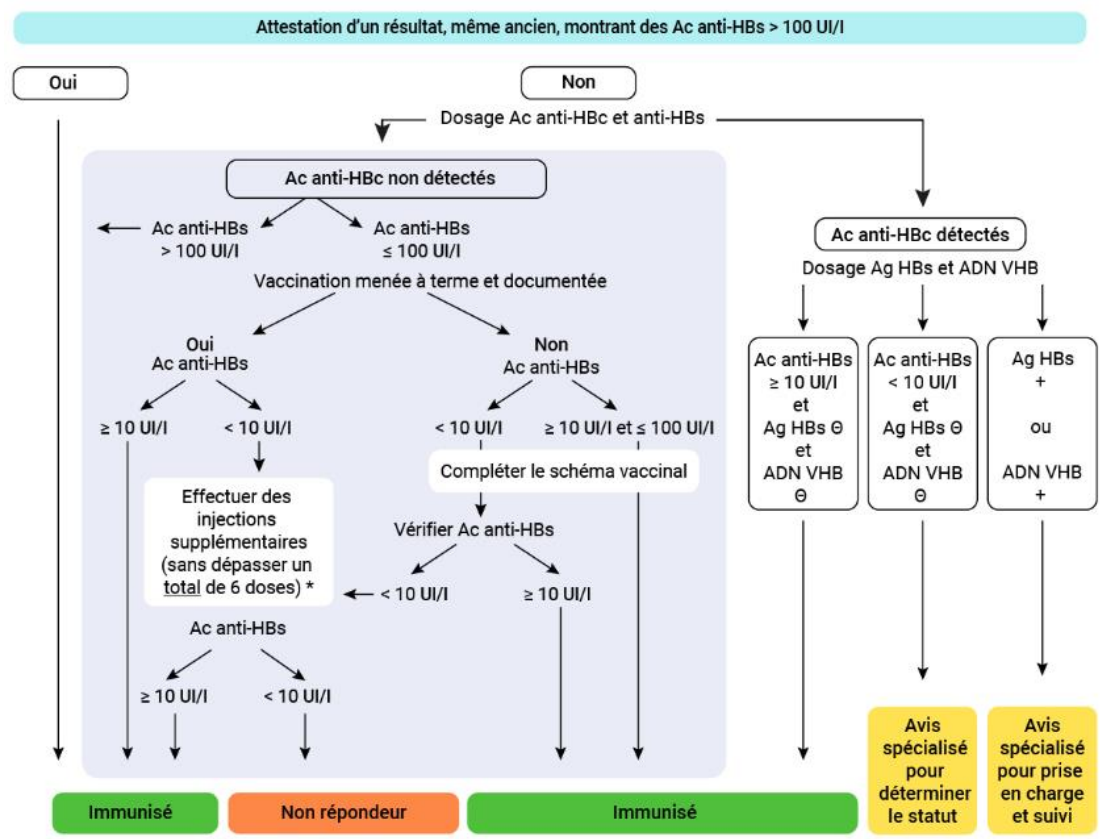 Attestation d'un résultat, même ancien, montrant des Ac anti-HBs > 100 UI/l
Oui
Non
Dosage Ac anti-HBc et anti-HBs
Ac anti-HBc non détectés
Ac anti-HBs
> 100 UI/l
Ac anti-HBs
≤ 100 UI/l
Vaccination menée à terme et documentée
Oui
Ac anti-HBs
Non
Ac anti-HBs
≥ 10 UI/l
< 10 UI/l
< 10 UI/l
≥ 10 UI/l et ≤ 100 UI/l
Effectuer des
injections
supplémentaires
(sans dépasser un
total de 6 doses) *
Compléter le schéma vaccinal
Vérifier Ac anti-HBs
< 10 UI/l
≥ 10 UI/l
Ac anti-HBs
≥ 10 UI/l
< 10 UI/l
Ac anti-HBc détectés
Dosage Ag HBs et ADN VHB
Ac anti-HBs
≥ 10 UI/l
et
Ag HBs Θ
et
ADN VHB
Θ
Ac anti-HBs
< 10 UI/l
et
Ag HBs Θ
et
ADN VHB
Θ
Ag HBs
+
ou
ADN VHB
+
Immunisé
Non répondeur
Immunisé
Avis
spécialisé
pour
déterminer
le statut
Avis
spécialisé
pour prise
en charge
et suivi